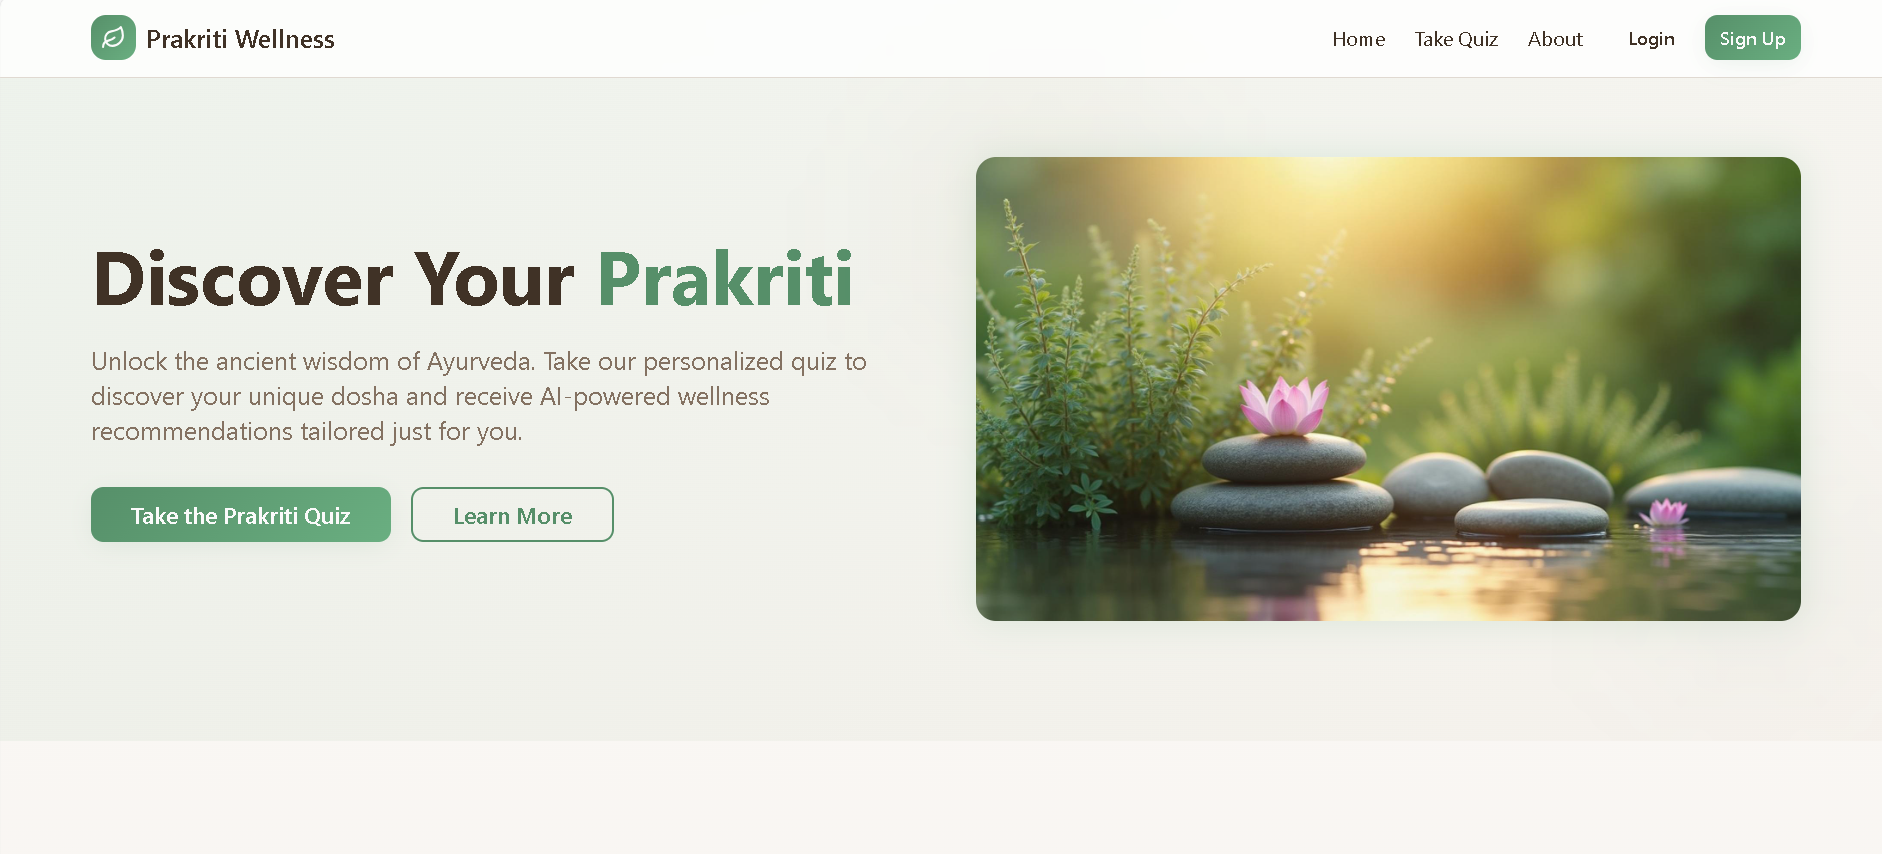 Prakriti Wellness
Home
Take Quiz
About
Login
Sign Up
Discover Your Prakriti
Unlock the ancient wisdom of Ayurveda. Take our personalized quiz to
discover your unique dosha and receive AI-powered wellness
recommendations tailored just for you.
Take the Prakriti Quiz
Learn More